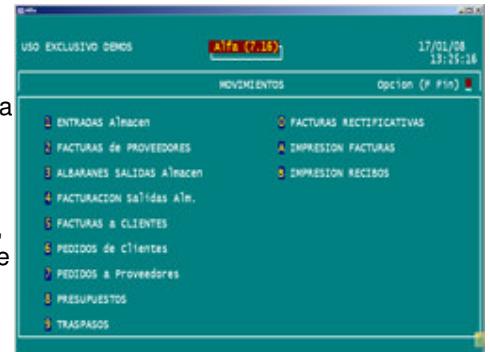 Alfa
USO EXCLUSIVO DEMOS
Alfa (7.16)
17/01/08
13:25:16
MOVIMIENTOS
Opcion (F Fin)
1 ENTRADAS Almacen
2 FACTURAS de PROVEEDORES
3 ALBARANES SALIDAS Almacen
4 FACTURACION Salidas Alm.
5 FACTURAS a CLIENTES
6 PEDIDOS de Clientes
7 PEDIDOS a Proveedores
8 PRESUPUESTOS
9 TRASPASOS
0 FACTURAS RECTIFICATIVAS
A IMPRESION FACTURAS
B IMPRESION RECIBOS
a
,
e